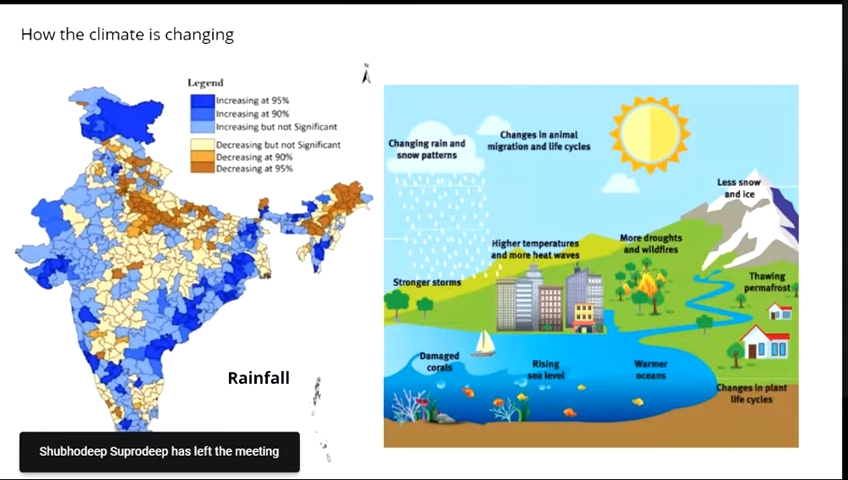 How the climate is changing
N
Legend
Increasing at 95%
Increasing at 90%
Increasing but not Significant
Decreasing but not Significant
Decreasing at 90%
Decreasing at 95%
Rainfall
Changing rain and
snow patterns
Changes in animal
migration and life cycles
Less snow
and ice
Higher temperatures
and more heat waves
More droughts
and wildfires
Stronger storms
Thawing
permafrost
Damaged
corals
Rising
sea level
Warmer
oceans
Changes in plant
life cycles
Shubhodeep Suprodeep has left the meeting